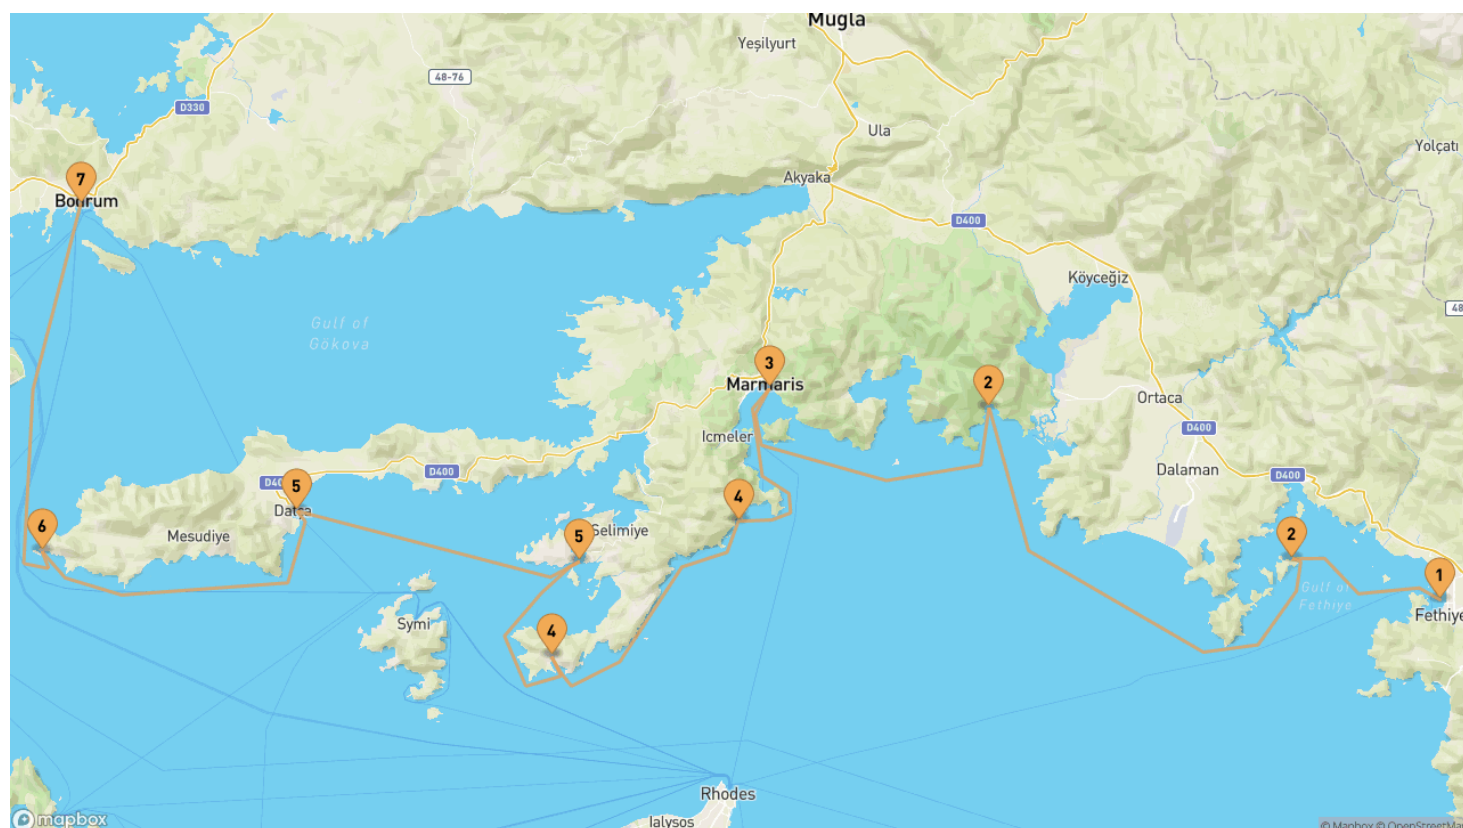 Muğla
Yeşilyurt
48-76
D330
Ula
Yolçatı
Akyaka
7
Bodrum
D400
Köyceğiz
48
Gulf of
Gökova
3
Marmaris
2
Ortaca
Icmeler
D400
Dalaman
D400
D400
5
Datça
4
6
Mesudiye
5
Selimiye
2
1
Gulf of
Fethiye
Fethiye
Symi
4
Rhodes
Ialysos
mapbox
© Mapbox © OpenStreetMap